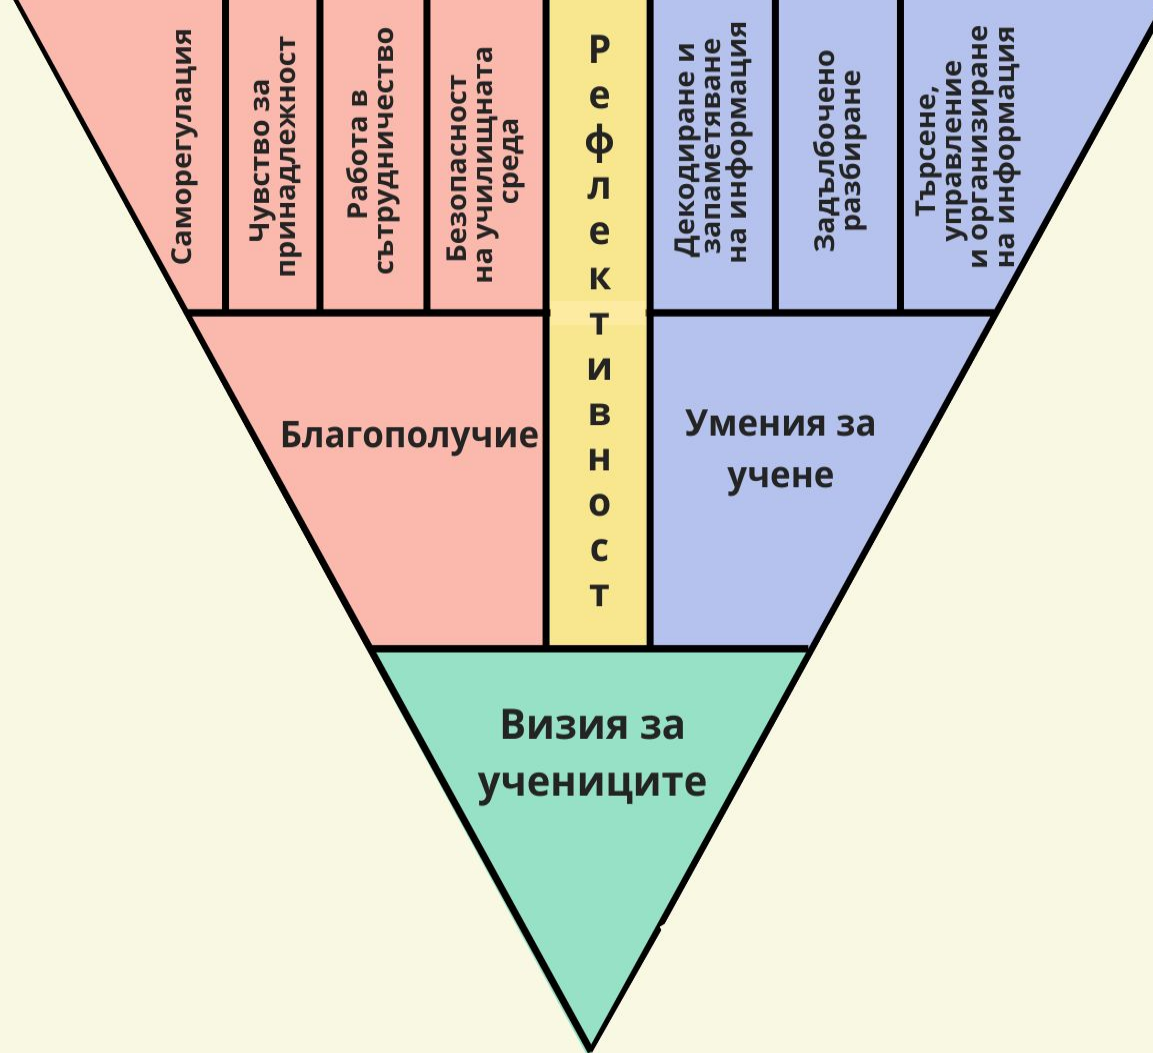 Саморегулация
Чувство за
принадлежност
Работа в
сътрудничество
Безопасност
на училищната
среда
Рефлективност
Декодиране и
запаметяване
на информация
Задълбочено
разбиране
Търсене,
управление
и организиране
на информация
Благополучие
Умения за
учене
Визия за
учениците